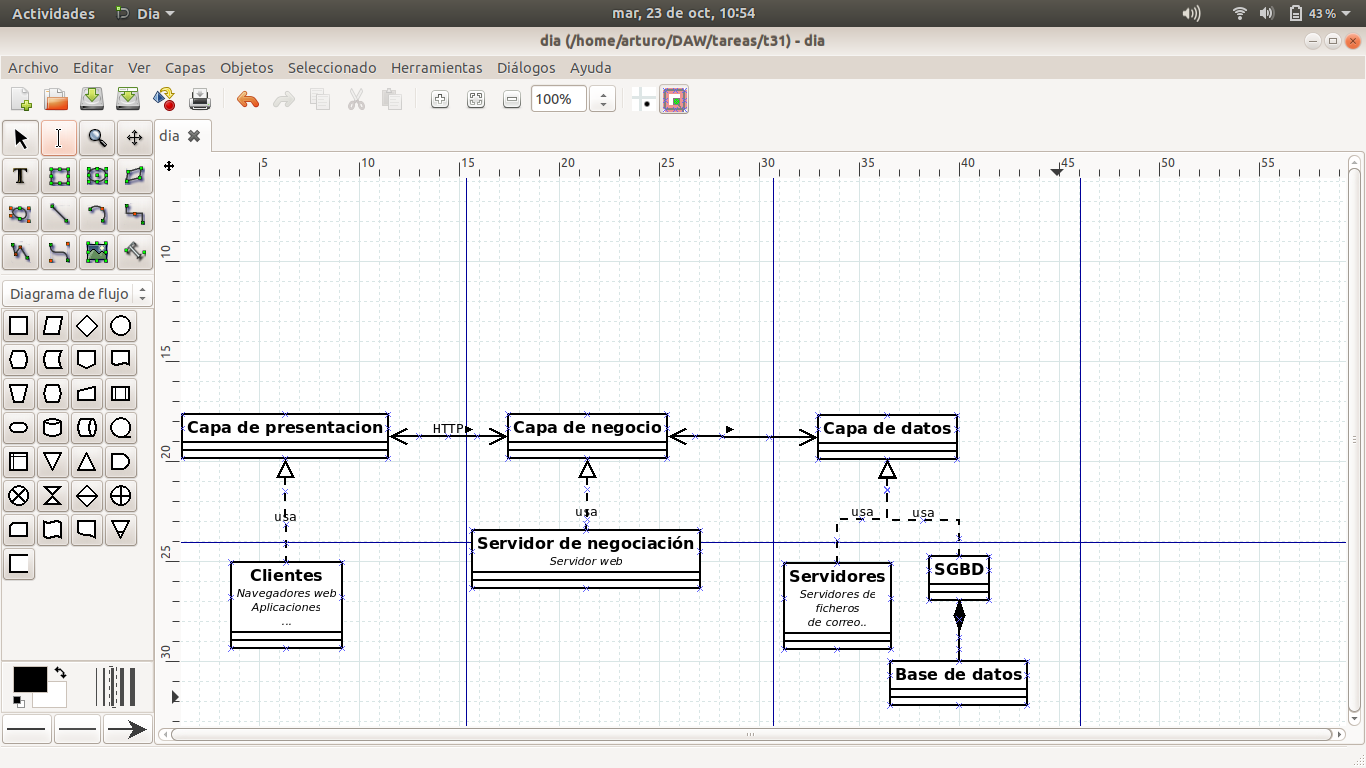 Actividades Dia mar, 23 de oct, 10:54 43 %
dia (/home/arturo/DAW/tareas/t31) - dia
Archivo Editar Ver Capas Objetos Seleccionado Herramientas Diálogos Ayuda
100%
dia
T
5 10 15 20 25 30 35 40 45 50 55
10
15
20
25
30
Diagrama de flujo
Capa de presentacion
HTTP
Capa de negocio
Capa de datos
usa
usa
usa
usa
Clientes
Navegadores web
Aplicaciones
...
Servidor de negociación
Servidor web
Servidores
Servidores de
ficheros
de correo..
SGBD
Base de datos